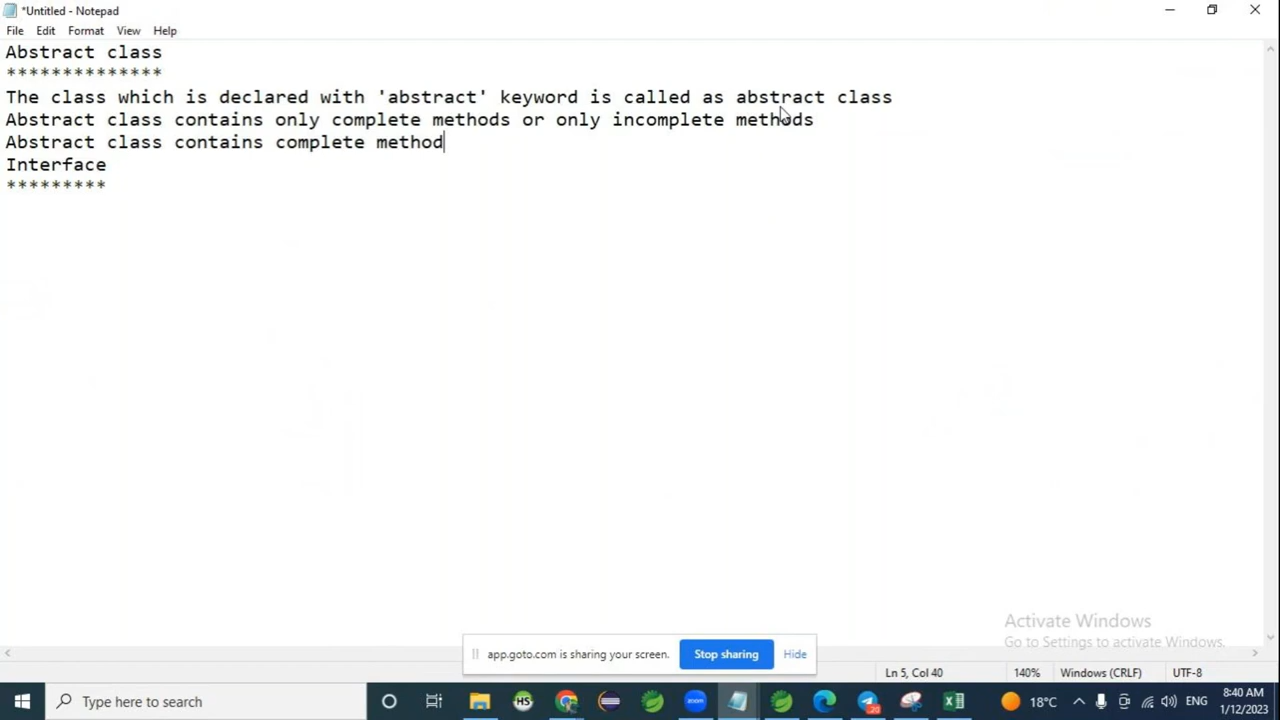 *Untitled - Notepad
File Edit Format View Help
Abstract class
**************
The class which is declared with 'abstract' keyword is called as abstract class
Abstract class contains only complete methods or only incomplete methods
Abstract class contains complete method
Interface
*********
Activate Windows
Go to Settings to activate Windows.
app.goto.com is sharing your screen. Stop sharing Hide
Ln 5, Col 40 140% Windows (CRLF) UTF-8
Type here to search HS zoom 20 18°C ENG 8:40 AM
1/12/2023